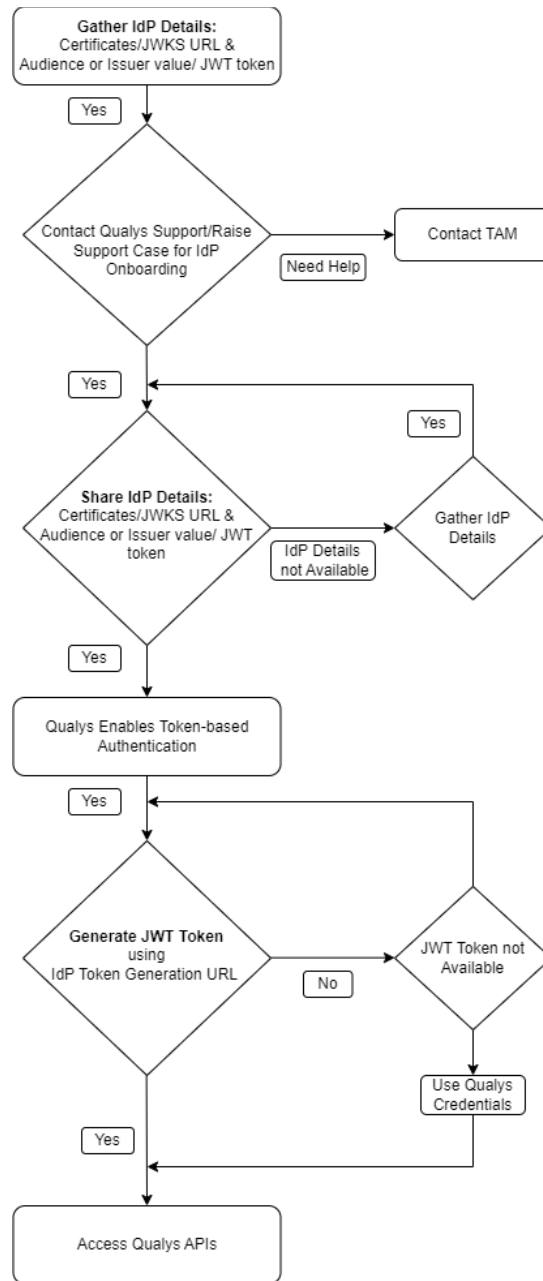 Gather IdP Details:
Certificates/JWKS URL &
Audience or Issuer value/ JWT token
Yes
Contact Qualys Support/Raise
Support Case for IdP
Onboarding
Need Help
Contact TAM
Yes
Yes
Share IdP Details:
Certificates/JWKS URL &
Audience or Issuer value/ JWT
token
IdP Details
not Available
Gather IdP
Details
Yes
Qualys Enables Token-based
Authentication
Yes
Generate JWT Token
using
IdP Token Generation URL
No
JWT Token not
Available
Use Qualys
Credentials
Yes
Access Qualys APIs